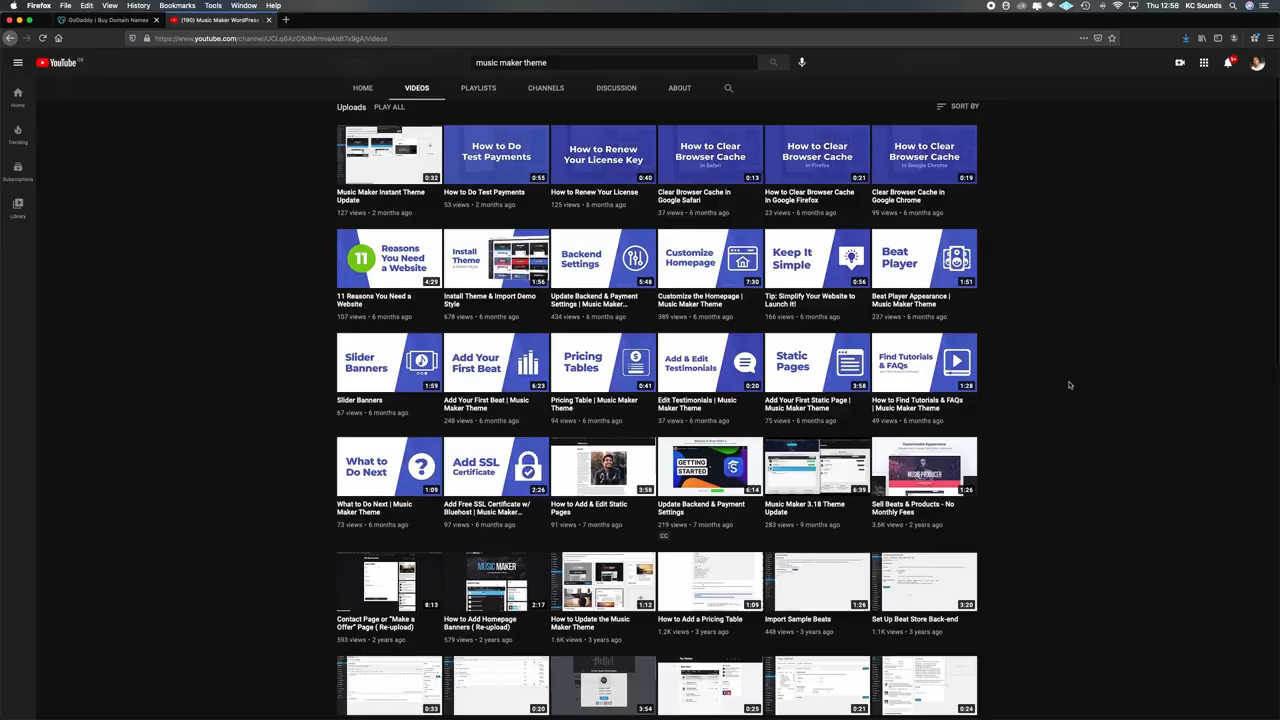 Firefox File Edit View History Bookmarks Tools Window Help
Thu 12:58 KC Sounds
GoDaddy | Buy Domain Names
(190) Music Maker WordPress
https://www.youtube.com/channel/UCLq6AzG5dMrmvaAIdt7x9gA/videos
YouTube GB
music maker theme
9+
HOME VIDEOS PLAYLISTS CHANNELS DISCUSSION ABOUT
Home
Trending
Subscriptions
Library
Uploads PLAY ALL
SORT BY
0:32
How to Do
Test Payments
0:55
How to Renew
Your License Key
0:40
How to Clear
Browser Cache
in Safari
0:13
How to Clear
Browser Cache
in Firefox
0:21
How to Clear
Browser Cache
in Google Chrome
0:19
Music Maker Instant Theme
Update
127 views • 2 months ago
How to Do Test Payments
53 views • 2 months ago
How to Renew Your License
125 views • 6 months ago
Clear Browser Cache in
Google Safari
37 views • 6 months ago
How to Clear Browser Cache
in Google Firefox
23 views • 6 months ago
Clear Browser Cache in
Google Chrome
99 views • 6 months ago
11
Reasons
You Need
a Website
4:29
Install
Theme
& Demo Style
1:56
Backend
Settings
5:48
Customize
Homepage
7:30
Keep It
Simple
0:56
Beat
Player
1:51
11 Reasons You Need a
Website
107 views • 6 months ago
Install Theme & Import Demo
Style
678 views • 6 months ago
Update Backend & Payment
Settings | Music Maker...
434 views • 6 months ago
Customize the Homepage |
Music Maker Theme
389 views • 6 months ago
Tip: Simplify Your Website to
Launch It!
166 views • 6 months ago
Beat Player Appearance |
Music Maker Theme
237 views • 6 months ago
Slider
Banners
1:59
Add Your
First Beat
6:23
Pricing
Tables
0:41
Add & Edit
Testimonials
0:20
Static
Pages
3:58
Find Tutorials
& FAQs
1:28
Slider Banners
67 views • 6 months ago
Add Your First Beat | Music
Maker Theme
248 views • 6 months ago
Pricing Table | Music Maker
Theme
94 views • 6 months ago
Edit Testimonials | Music
Maker Theme
37 views • 6 months ago
Add Your First Static Page |
Music Maker Theme
75 views • 6 months ago
How to Find Tutorials & FAQs
| Music Maker Theme
49 views • 6 months ago
What to
Do Next
1:09
Add SSL
Certificate
2:26
3:58
GETTING
STARTED
6:14
6:39
Customizable Appearance
MUSIC PRODUCER
1:26
What to Do Next | Music
Maker Theme
73 views • 6 months ago
Add Free SSL Certificate w/
Bluehost | Music Maker...
97 views • 6 months ago
How to Add & Edit Static
Pages
91 views • 7 months ago
Update Backend & Payment
Settings
219 views • 7 months ago
CC
Music Maker 3.18 Theme
Update
283 views • 9 months ago
Sell Beats & Products - No
Monthly Fees
3.6K views • 2 years ago
8:13
MUSIC MAKER
2:17
1:12
1:09
1:26
3:20
Contact Page or "Make a
Offer" Page ( Re-upload)
593 views • 2 years ago
How to Add Homepage
Banners ( Re-upload)
579 views • 2 years ago
How to Update the Music
Maker Theme
1.6K views • 3 years ago
How to Add a Pricing Table
1.2K views • 3 years ago
Import Sample Beats
448 views • 3 years ago
Set Up Beat Store Back-end
1.1K views • 3 years ago
0:33
0:20
Hello!
3:54
0:25
0:21
0:24